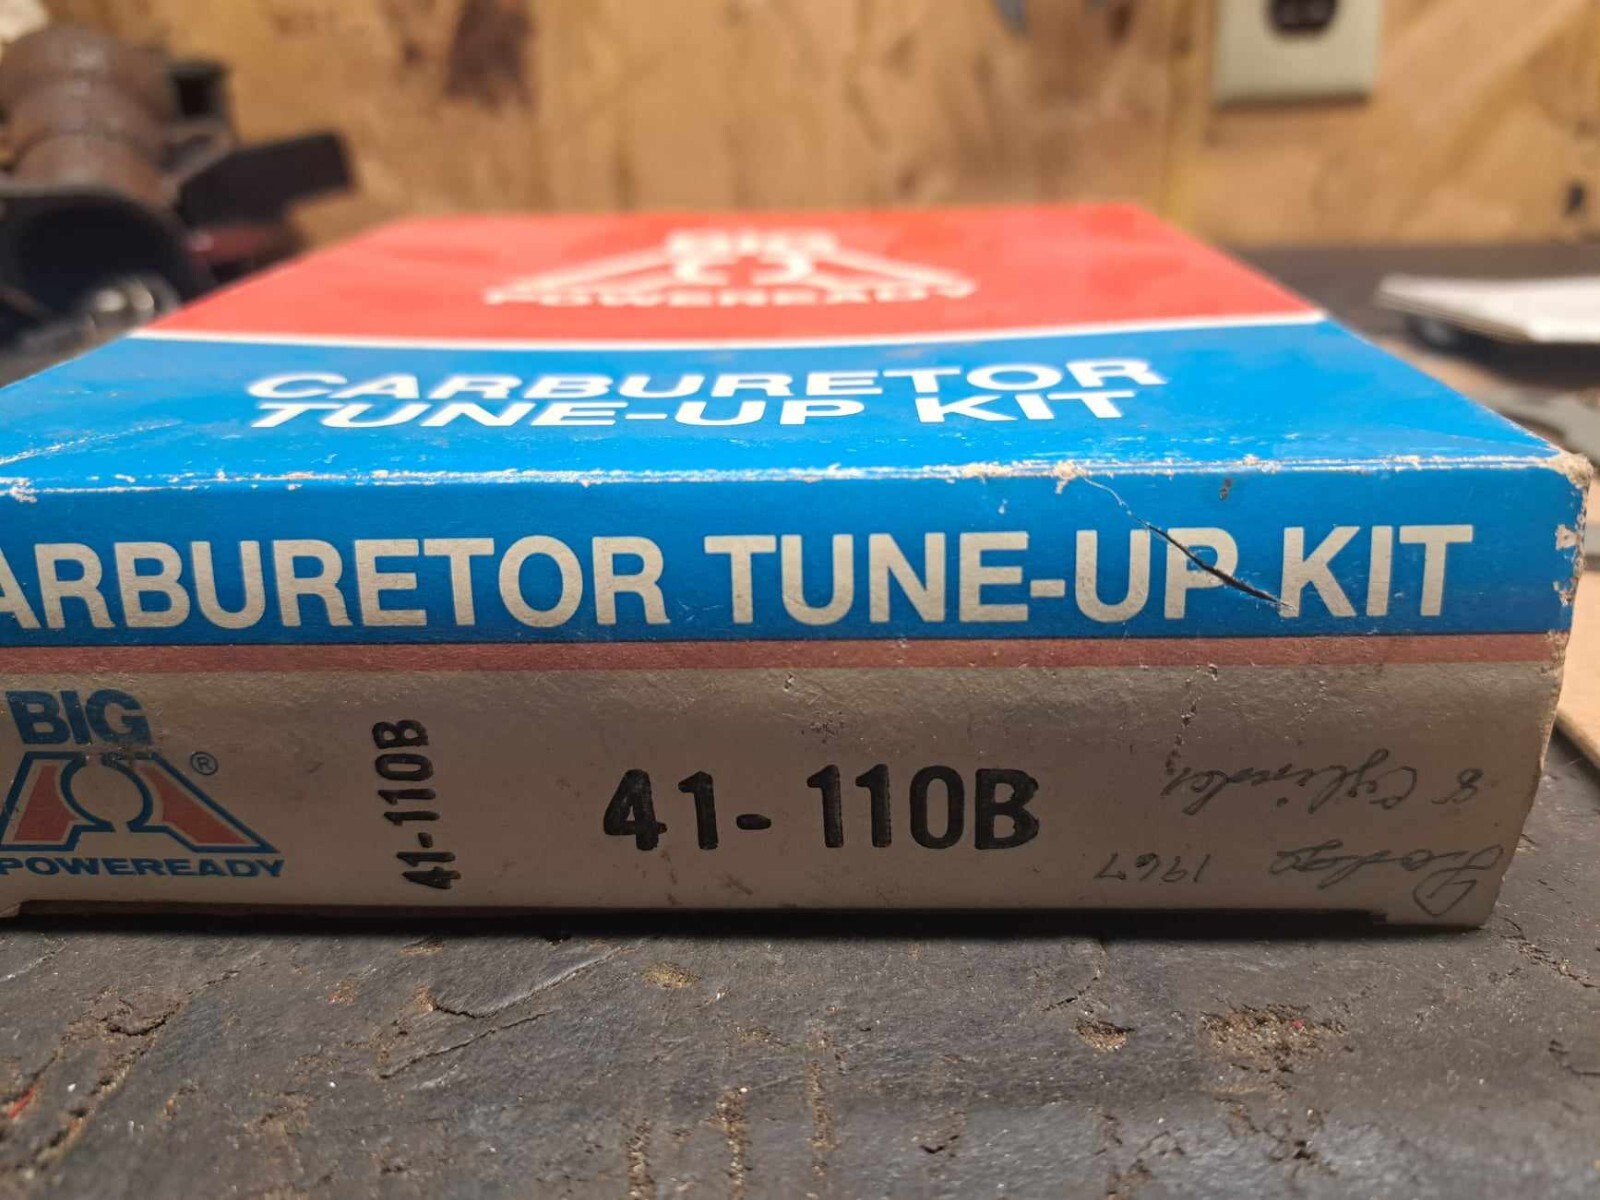 BIG
POWEREADY
CARBURETOR
TUNE-UP KIT
ARBURETOR TUNE-UP KIT
BIG
®
POWEREADY
41-110B
41-110B
Dodge 1967
8 Cylinder